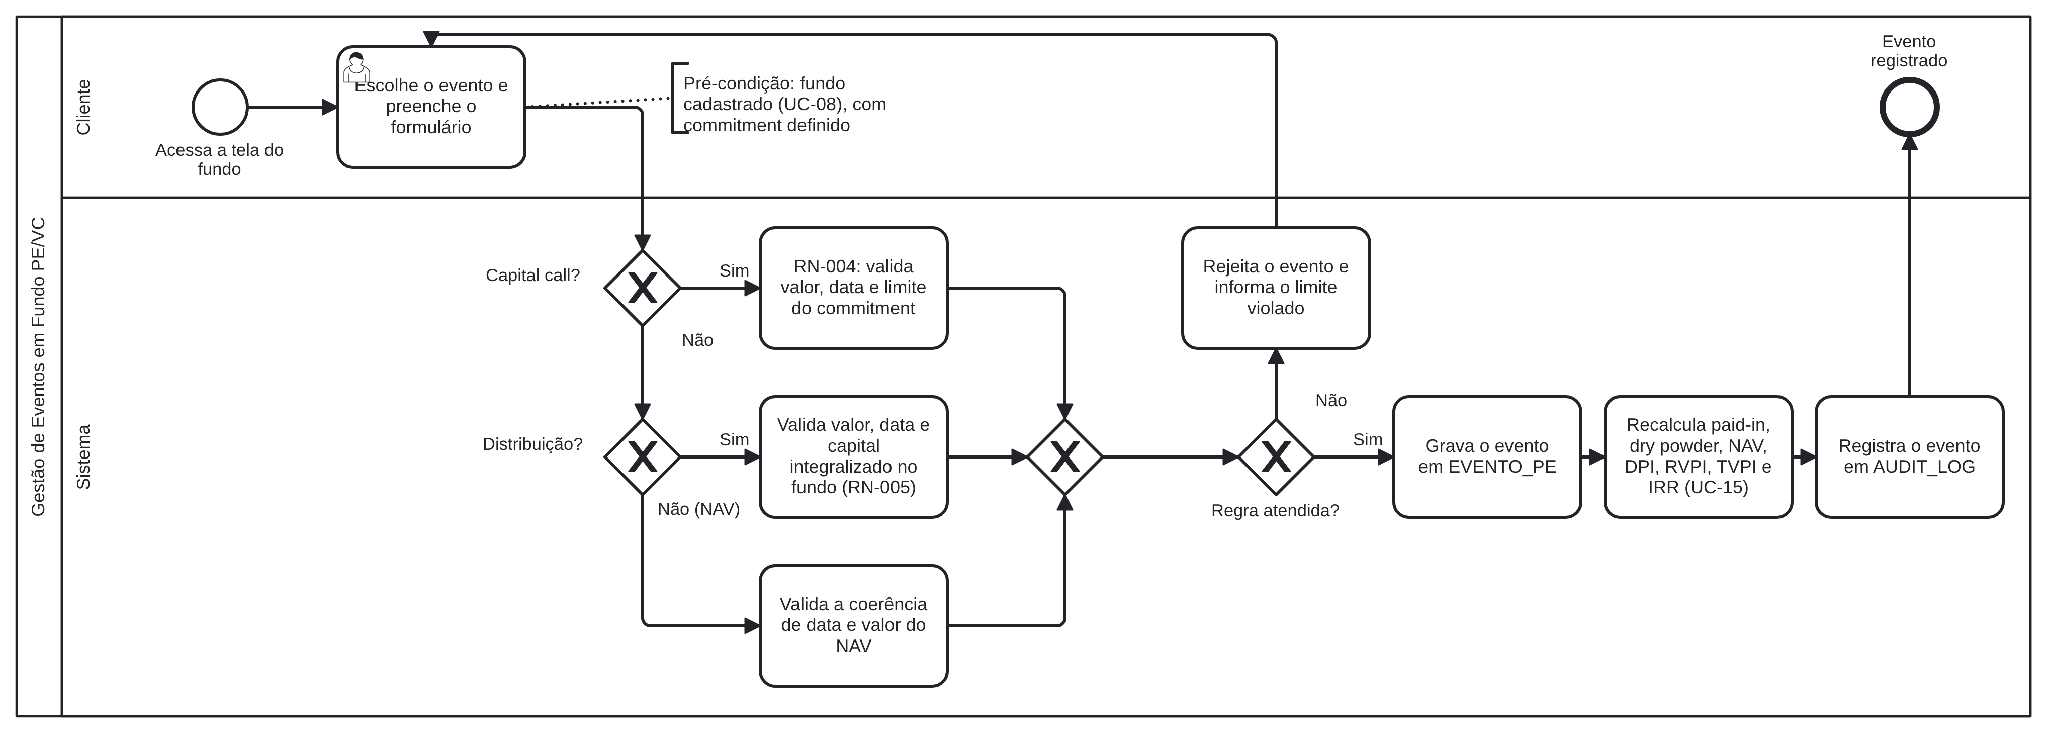 Gestão de Eventos em Fundo PE/VC
Cliente
Acessa a tela do
fundo
Escolhe o evento e
preenche o
formulário
Pré-condição: fundo
cadastrado (UC-08), com
commitment definido
Evento
registrado
Sistema
Capital call?
Sim
Não
RN-004: valida
valor, data e limite
do commitment
Distribuição?
Sim
Não (NAV)
Valida valor, data e
capital
integralizado no
fundo (RN-005)
Valida a coerência
de data e valor do
NAV
Rejeita o evento e
informa o limite
violado
Não
Regra atendida?
Sim
Grava o evento
em EVENTO_PE
Recalcula paid-in,
dry powder, NAV,
DPI, RVPI, TVPI e
IRR (UC-15)
Registra o evento
em AUDIT_LOG